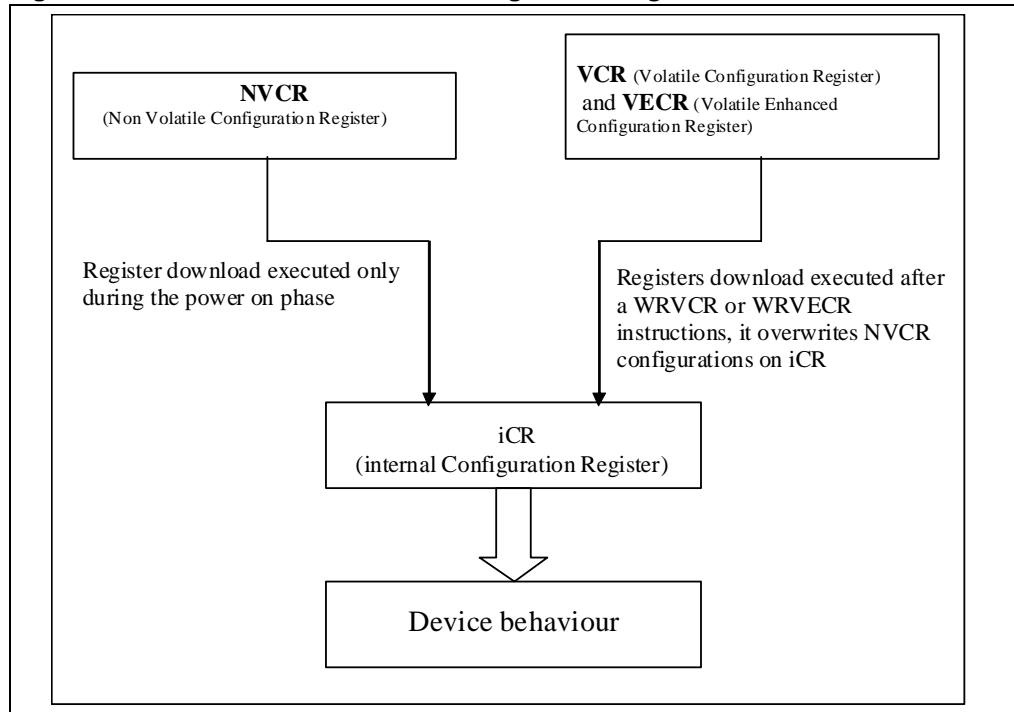 NVCR
(Non Volatile Configuration Register)
VCR (Volatile Configuration Register)
and VECR (Volatile Enhanced
Configuration Register)
Register download executed only
during the power on phase
Registers download executed after
a WRVCR or WRVECR
instructions, it overwrites NVCR
configurations on iCR
iCR
(internal Configuration Register)
Device behaviour